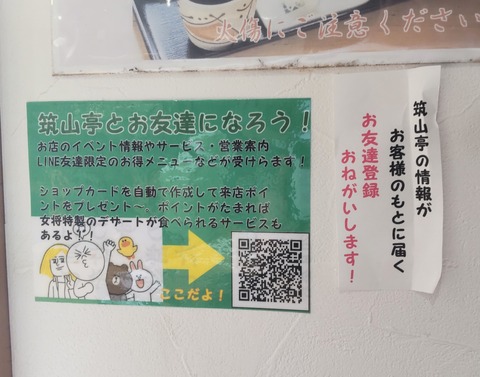 火傷にご注意ください
筑山亭とお友達になろう！
お店のイベント情報やサービス・営業案内
LINE友達限定のお得メニューなどが受けらます！
ショップカードを自動で作成して来店ポイ
ントをプレゼント〜。ポイントがたまれば
女将特製のデザートが食べられるサービスも
あるよ！！
ここだよ！
筑山亭の情報が
お客様のもとに届く
お友達登録
おねがいします！